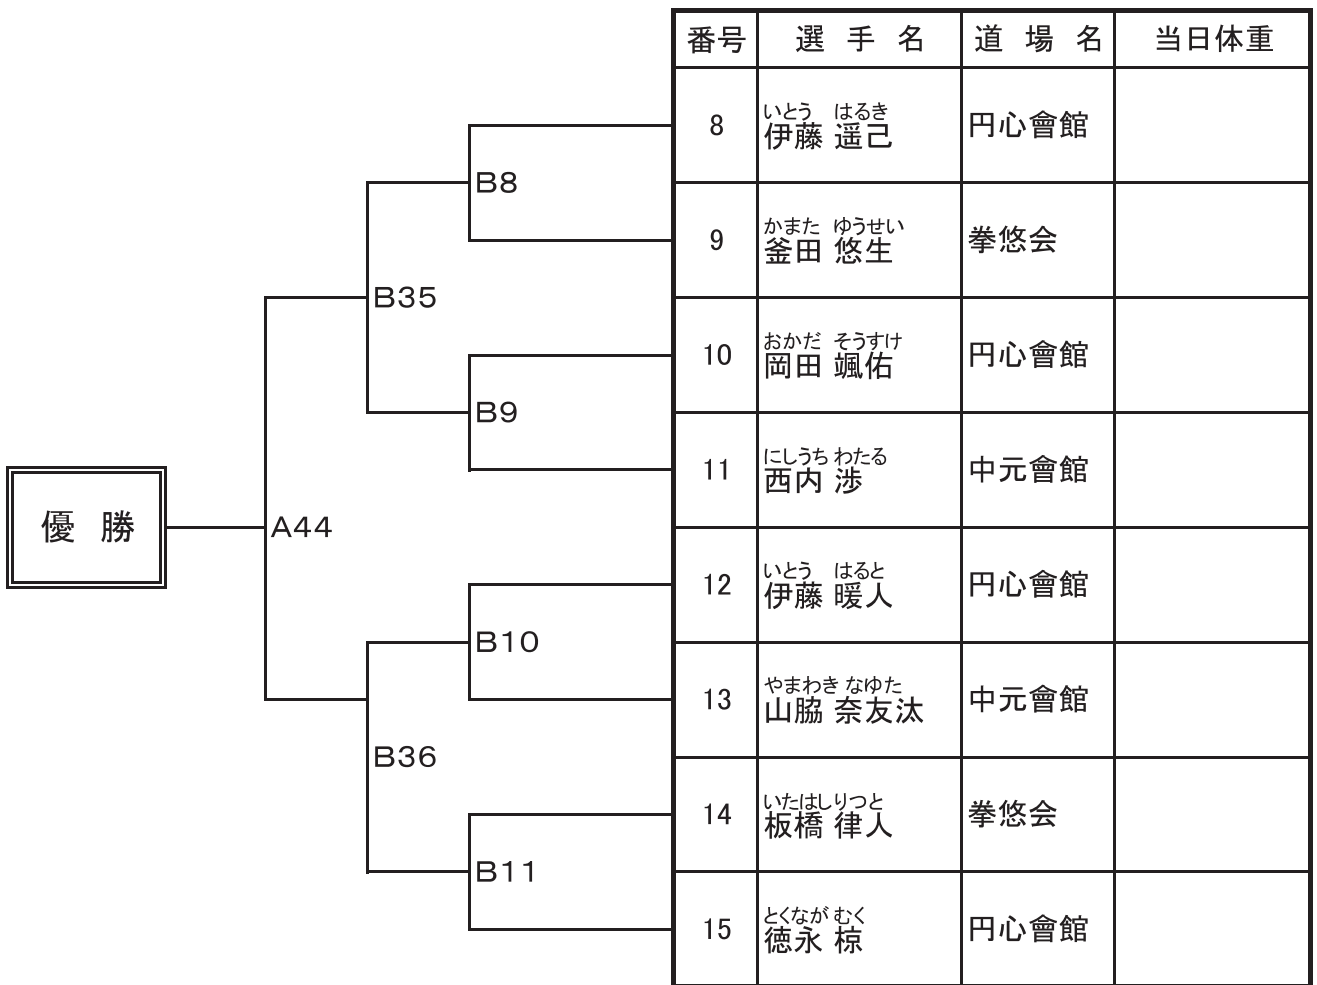 番号 選手名 道場名 当日体重
いとう はるき
8 伊藤 遥己 円心會館
B8
かまた ゆうせい
9 釜田 悠生 拳悠会
B35
おかだ そうすけ
10 岡田 颯佑 円心會館
B9
にしうち わたる
11 西内 渉 中元會館
優勝
A44
いとう はると
12 伊藤 暖人 円心會館
B10
やまわき なゆた
13 山脇 奈友汰 中元會館
B36
いたはし りつと
14 板橋 律人 拳悠会
B11
とくなが むく
15 徳永 椋 円心會館